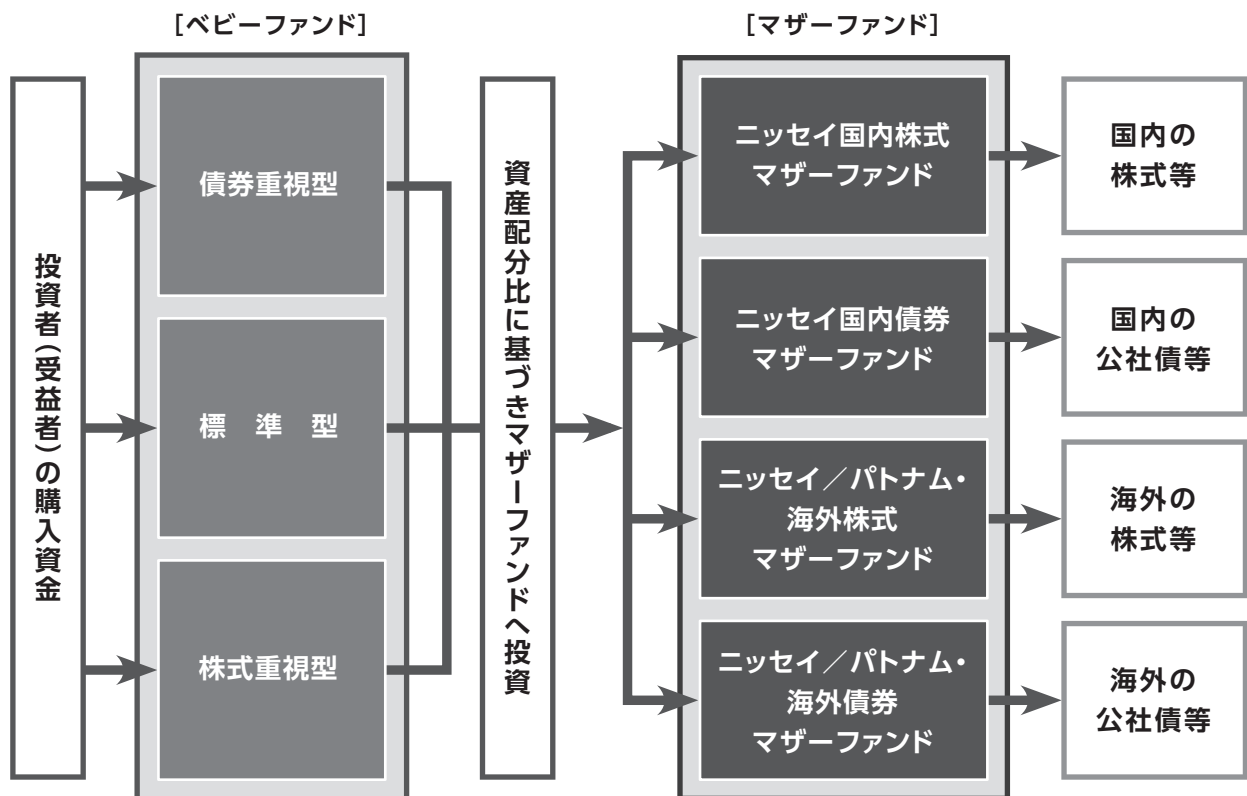 [ベビーファンド]
[マザーファンド]
投資者(受益者)の購入資金
債券重視型
標　準　型
株式重視型
資産配分比に基づきマザーファンドへ投資
ニッセイ国内株式
マザーファンド
ニッセイ国内債券
マザーファンド
ニッセイ／パトナム・
海外株式
マザーファンド
ニッセイ／パトナム・
海外債券
マザーファンド
国内の
株式等
国内の
公社債等
海外の
株式等
海外の
公社債等